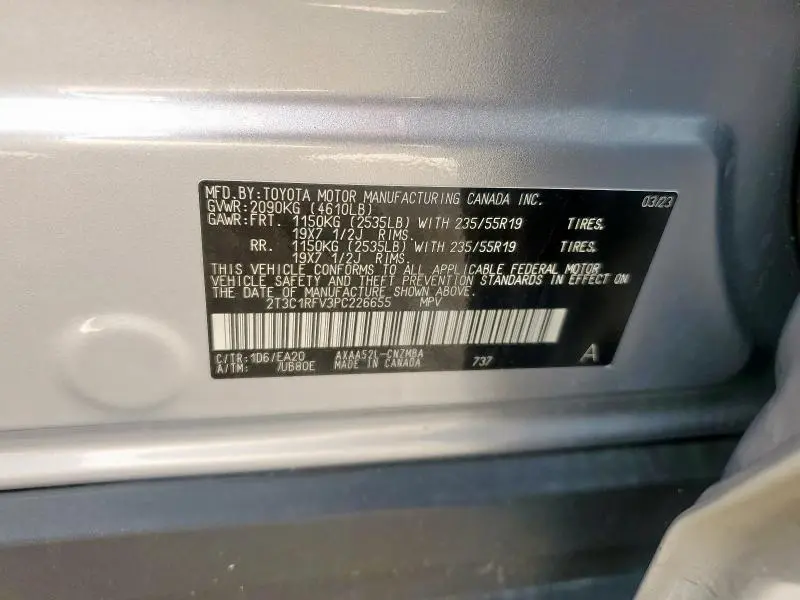 MFD.BY:TOYOTA MOTOR MANUFACTURING CANADA INC. 03/23
GVWR:2090KG (4610LB)
GAWR:FRT. 1150KG (2535LB) WITH 235/55R19 TIRES.
19X7 1/2J RIMS.
RR. 1150KG (2535LB) WITH 235/55R19 TIRES.
19X7 1/2J RIMS.
THIS VEHICLE CONFORMS TO ALL APPLICABLE FEDERAL MOTOR
VEHICLE SAFETY AND THEFT PREVENTION STANDARDS IN EFFECT ON
THE DATE OF MANUFACTURE SHOWN ABOVE.
2T3C1RFV3PC226655 MPV
C/TR:1D6/EA20 AXAA52L-CNZMBA
A/TM: /UB80E MADE IN CANADA 737 A